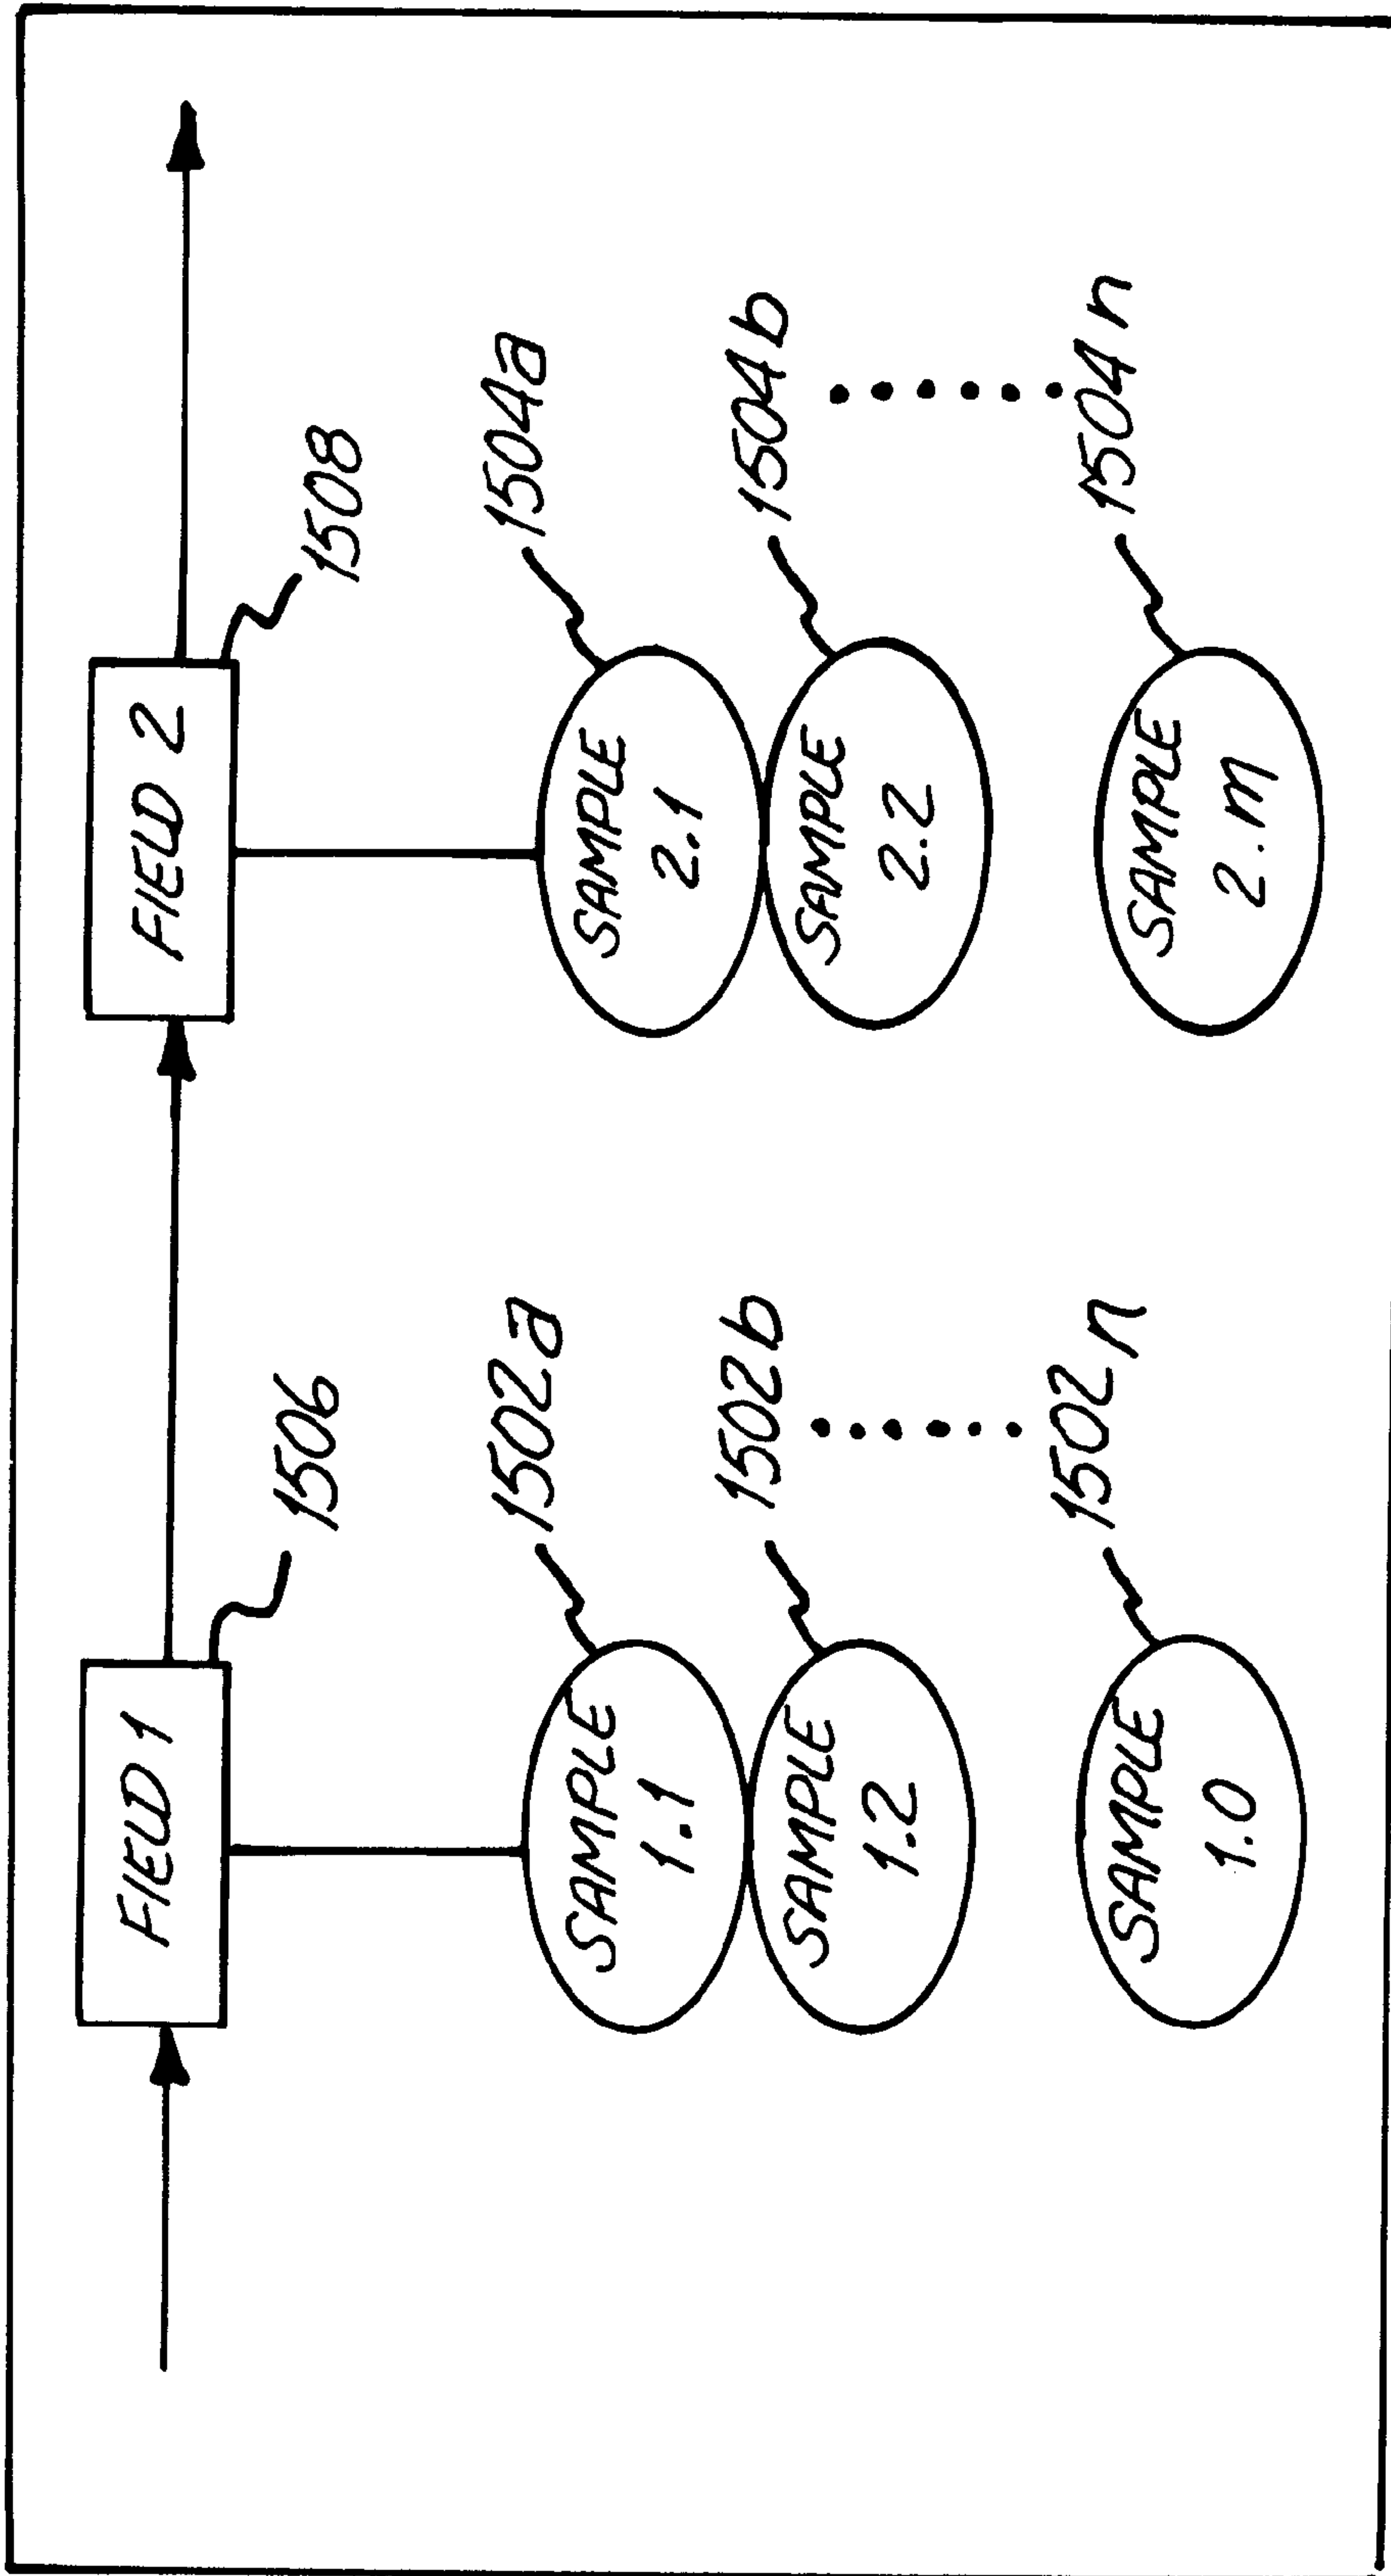 FIELD 1
1506
FIELD 2
1508
SAMPLE
1.1
1502a
SAMPLE
2.1
1504a
SAMPLE
1.2
1502b
SAMPLE
2.2
1504b
SAMPLE
1.0
1502n
SAMPLE
2.m
1504n